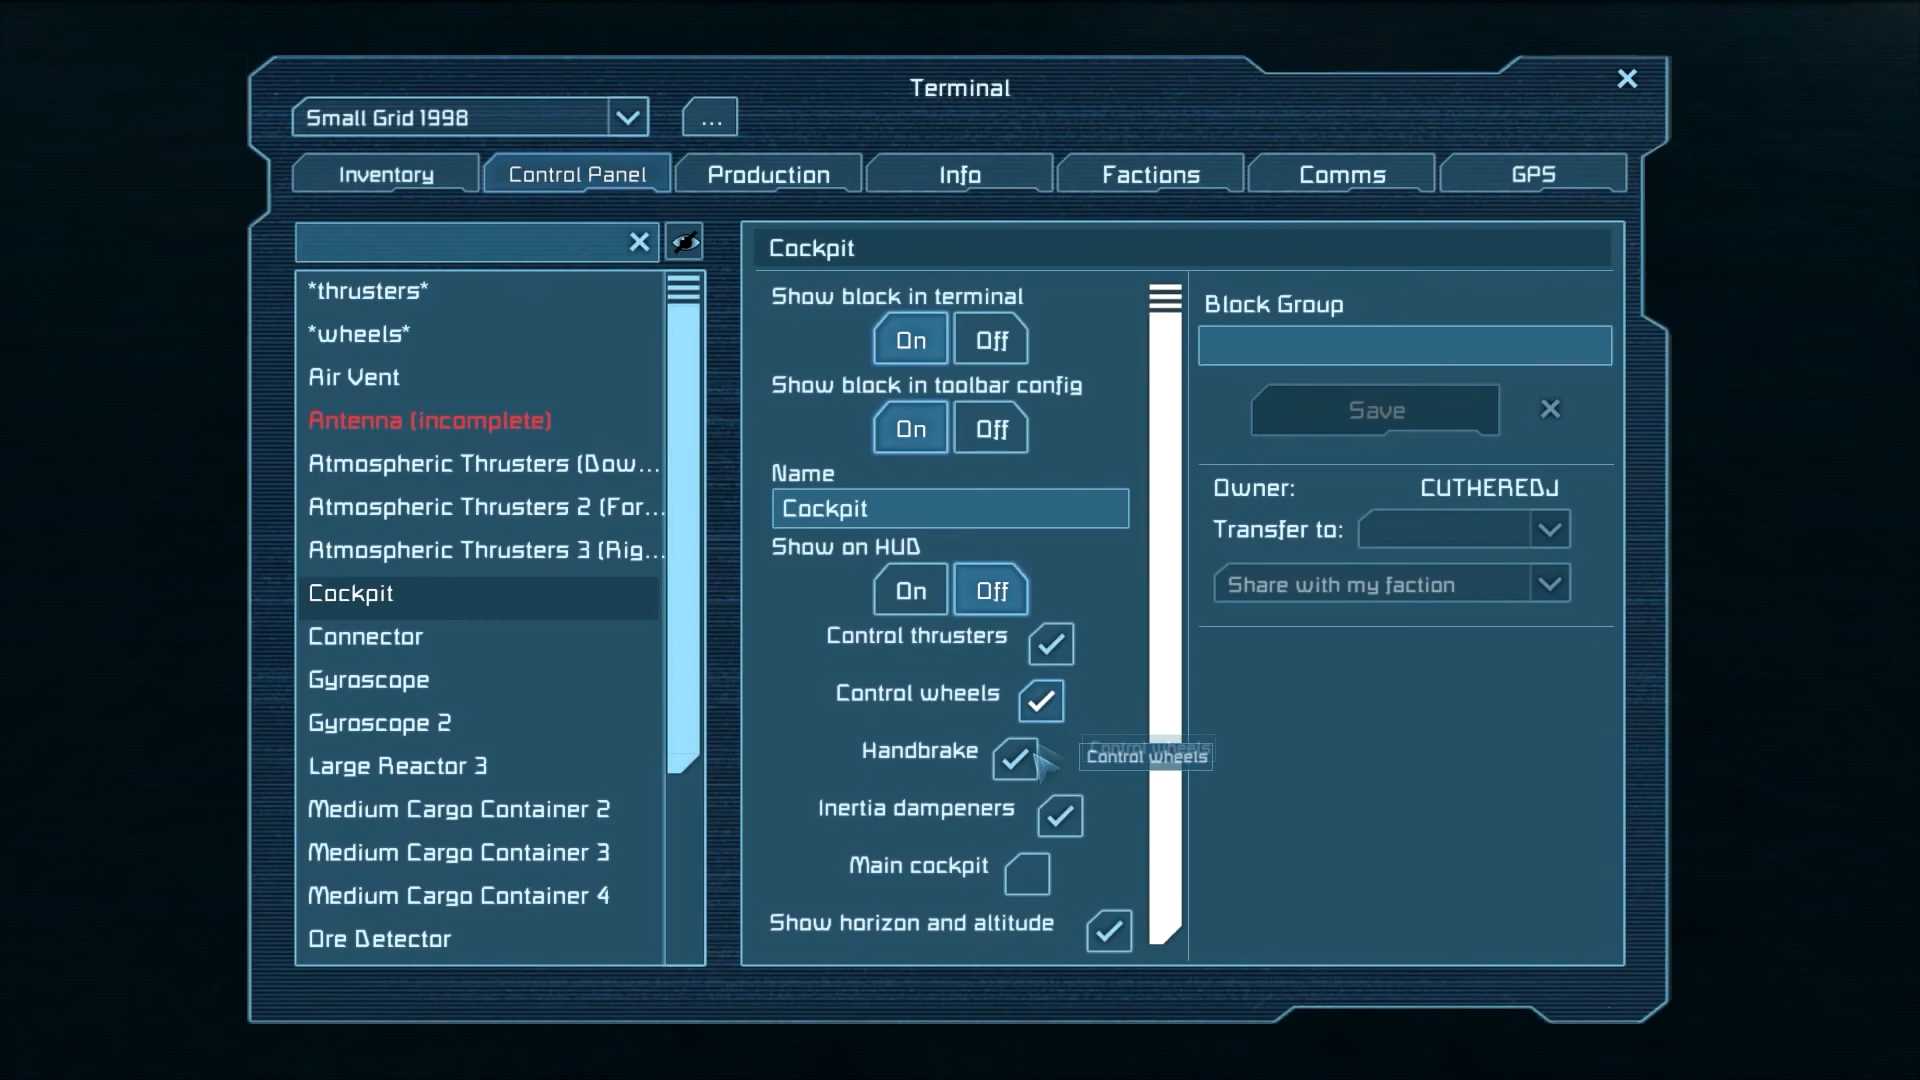 Terminal
Small Grid 1998
...
Inventory
Control Panel
Production
Info
Factions
Comms
GPS
*thrusters*
*wheels*
Air Vent
Antenna (incomplete)
Atmospheric Thrusters (Dow...
Atmospheric Thrusters 2 (For...
Atmospheric Thrusters 3 (Rig...
Cockpit
Connector
Gyroscope
Gyroscope 2
Large Reactor 3
Medium Cargo Container 2
Medium Cargo Container 3
Medium Cargo Container 4
Ore Detector
Cockpit
Show block in terminal
On Off
Show block in toolbar config
On Off
Name
Cockpit
Show on HUD
On Off
Control thrusters
Control wheels
Handbrake
Control wheels
Control wheels
Inertia dampeners
Main cockpit
Show horizon and altitude
Block Group
Save
Owner: CUTHEREDJ
Transfer to:
Share with my faction